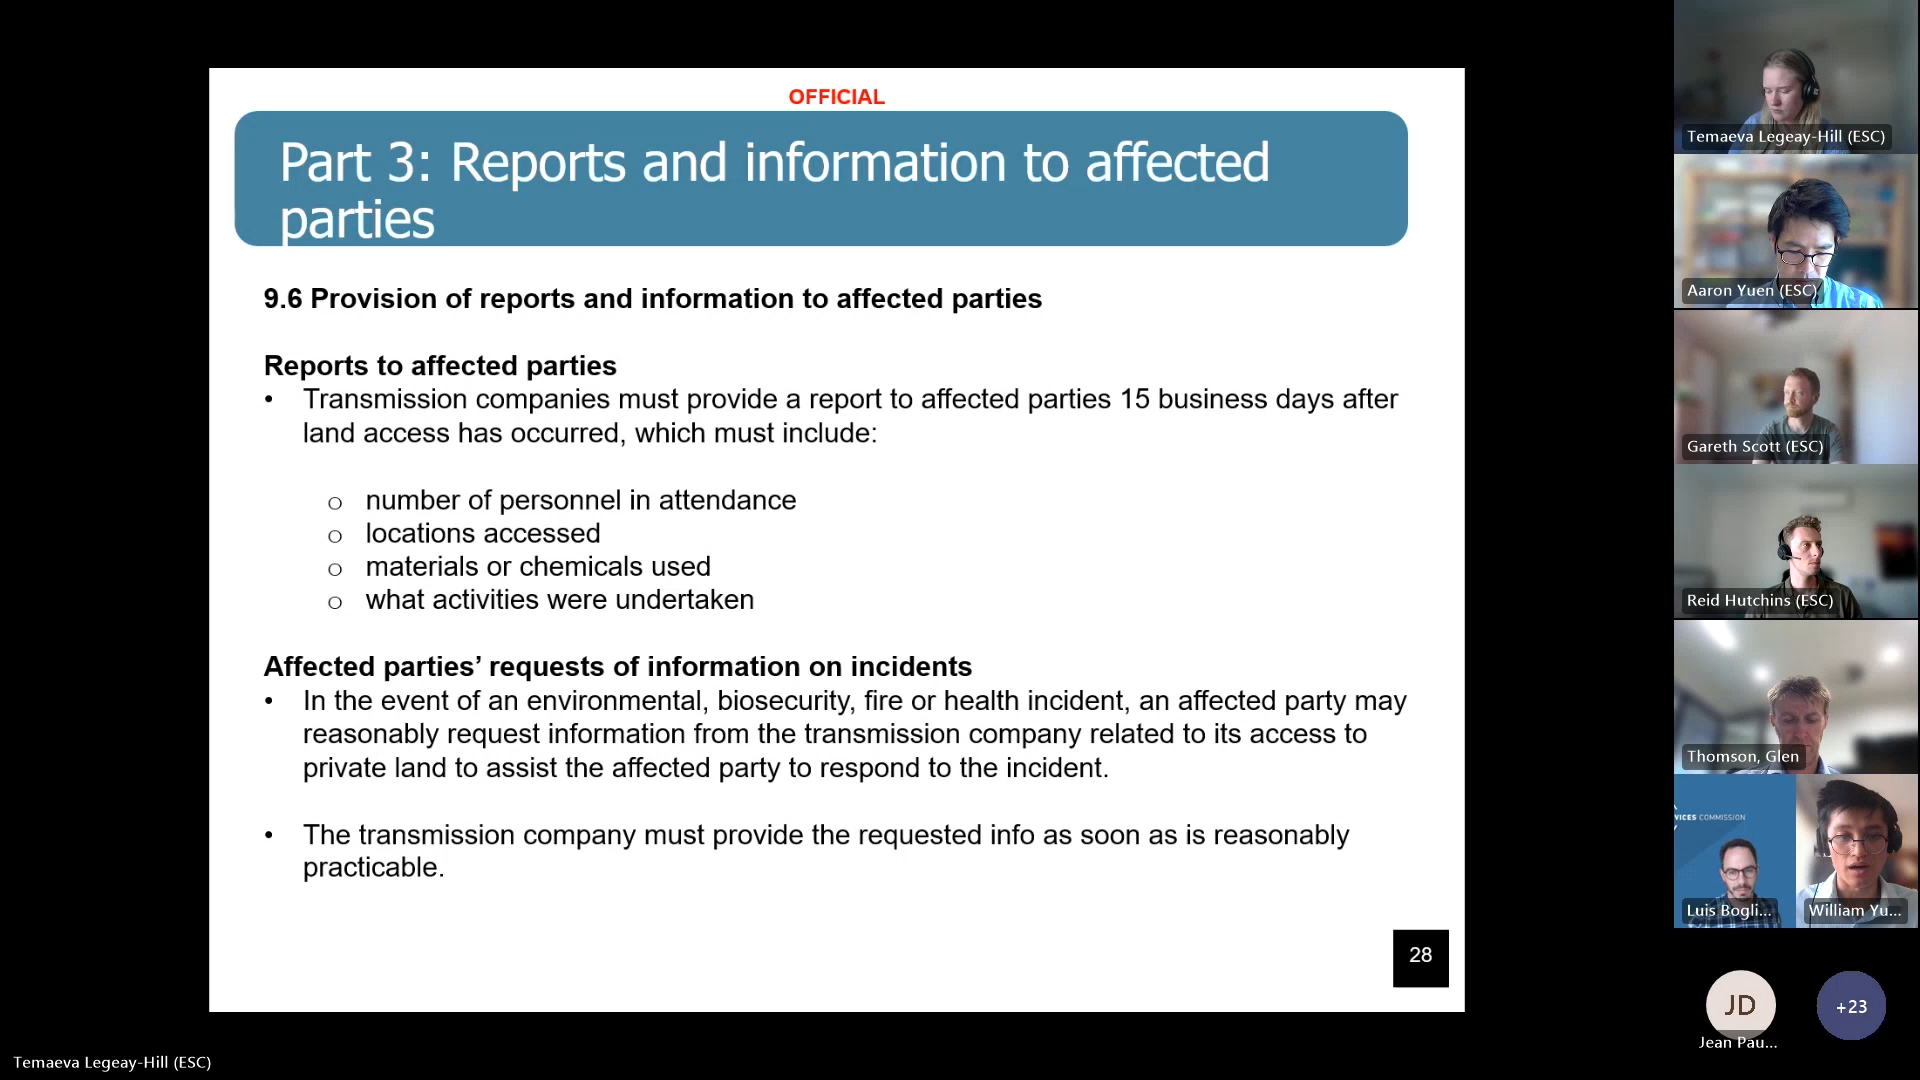 OFFICIAL
Part 3: Reports and information to affected
parties
9.6 Provision of reports and information to affected parties
Reports to affected parties
• Transmission companies must provide a report to affected parties 15 business days after
land access has occurred, which must include:
o number of personnel in attendance
o locations accessed
o materials or chemicals used
o what activities were undertaken
Affected parties’ requests of information on incidents
• In the event of an environmental, biosecurity, fire or health incident, an affected party may
reasonably request information from the transmission company related to its access to
private land to assist the affected party to respond to the incident.
• The transmission company must provide the requested info as soon as is reasonably
practicable.
28
Temaeva Legeay-Hill (ESC)
Temaeva Legeay-Hill (ESC)
Aaron Yuen (ESC)
Gareth Scott (ESC)
Reid Hutchins (ESC)
Thomson, Glen
VICES COMMISSION
Luis Bogli...
William Yu...
JD
Jean Pau...
+23